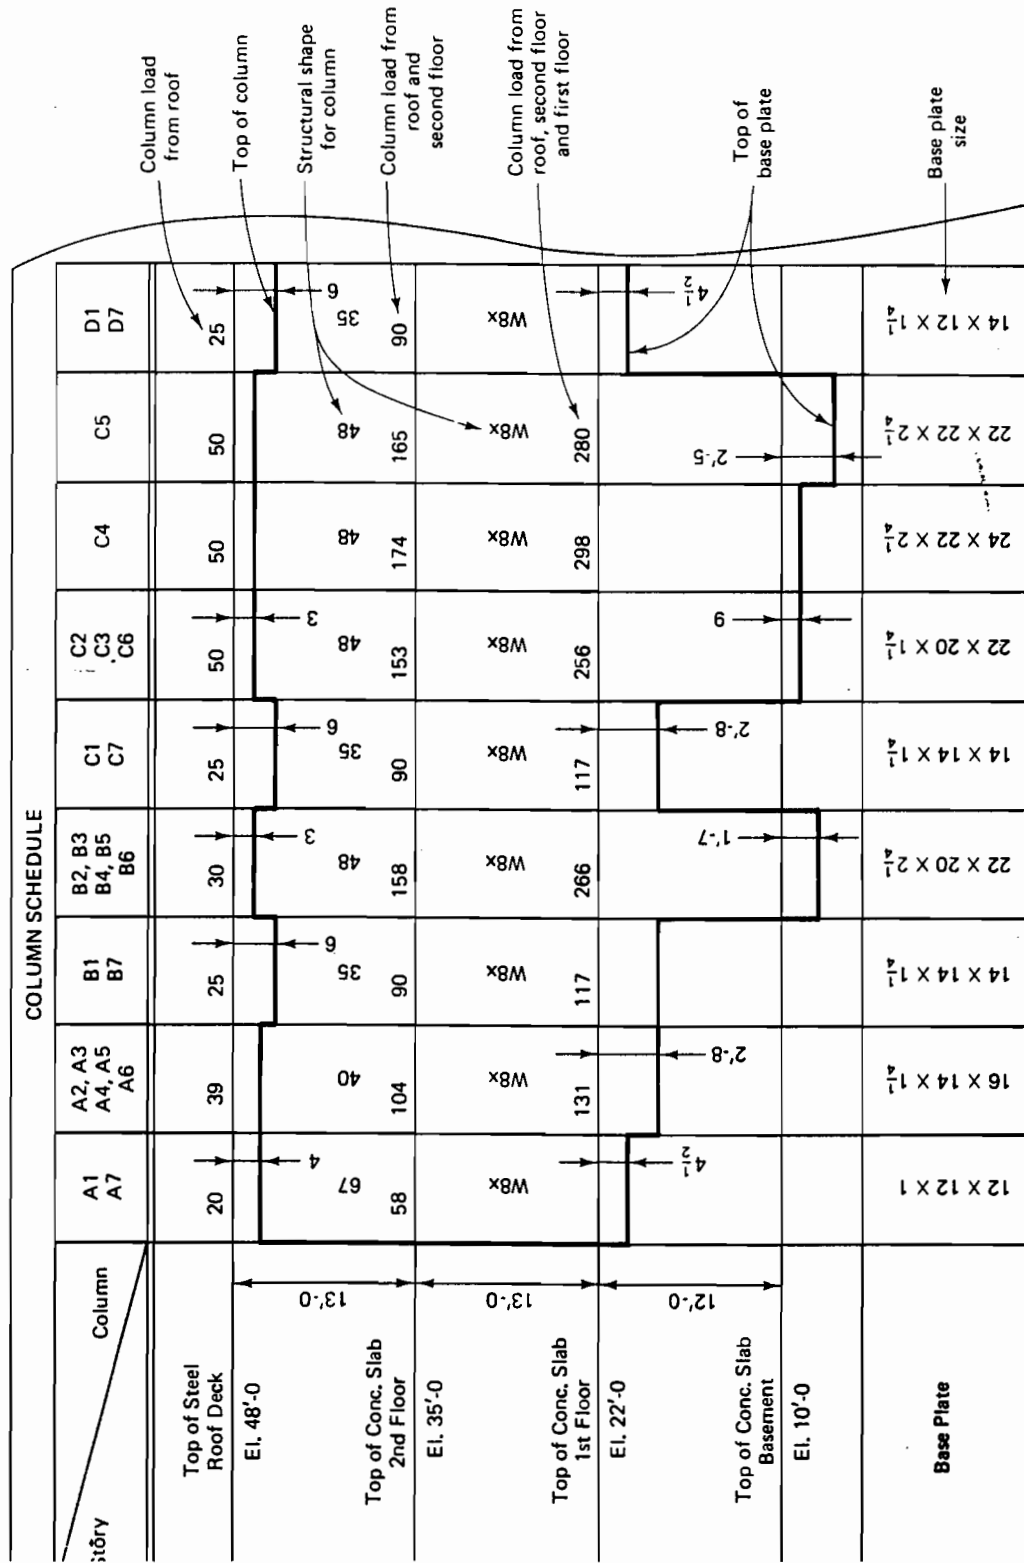 COLUMN SCHEDULE
Story
Column
A1
A7
A2, A3
A4, A5
A6
B1
B7
B2, B3
B4, B5
B6
C1
C7
C2
C3
C6
C4
C5
D1
D7
Column load
from roof
Top of Steel
Roof Deck
20
39
25
30
25
50
50
50
25
El. 48'-0
Top of column
4
6
3
6
3
6
13'-0
67
40
35
48
35
48
48
48
35
Structural shape
for column
Top of Conc. Slab
2nd Floor
58
104
90
158
90
153
174
165
90
Column load from
roof and
second floor
El. 35'-0
13'-0
W8x
W8x
W8x
W8x
W8x
W8x
W8x
W8x
W8x
Top of Conc. Slab
1st Floor
131
117
266
117
256
298
280
Column load from
roof, second floor
and first floor
El. 22'-0
4 1/2
2'-8
2'-8
4 1/2
12'-0
Top of
base plate
Top of Conc. Slab
Basement
1'-7
9
2'-5
El. 10'-0
Base Plate
12 X 12 X 1
16 X 14 X 1 1/4
14 X 14 X 1 1/4
22 X 20 X 2 1/4
14 X 14 X 1 1/4
22 X 20 X 1 1/4
24 X 22 X 2 1/4
22 X 22 X 2 1/4
14 X 12 X 1 1/4
Base plate
size